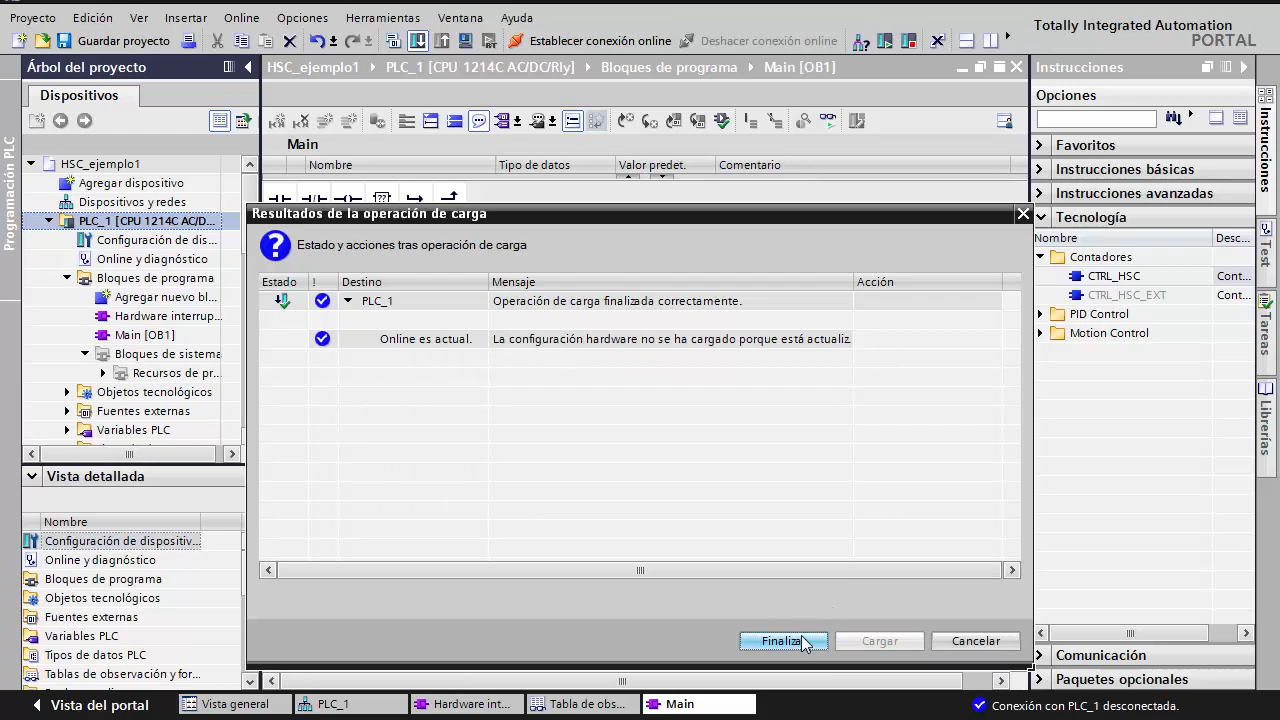 Proyecto Edición Ver Insertar Online Opciones Herramientas Ventana Ayuda
Totally Integrated Automation
PORTAL
Guardar proyecto Establecer conexión online Deshacer conexión online
Árbol del proyecto
HSC_ejemplo1 PLC_1 [CPU 1214C AC/DC/Rly] Bloques de programa Main [OB1]
Instrucciones
Dispositivos
Opciones
Programación PLC
Main
Nombre Tipo de datos Valor predet. Comentario
HSC_ejemplo1
Agregar dispositivo
Dispositivos y redes
PLC_1 [CPU 1214C AC/D...
Configuración de dis...
Online y diagnóstico
Bloques de programa
Agregar nuevo bl...
Hardware interrup...
Main [OB1]
Bloques de sistema
Recursos de pr...
Objetos tecnológicos
Fuentes externas
Variables PLC
Vista detallada
Nombre
Configuración de dispositiv...
Online y diagnóstico
Bloques de programa
Objetos tecnológicos
Fuentes externas
Variables PLC
Tipos de datos PLC
Tablas de observación y for...
Resultados de la operación de carga
Estado y acciones tras operación de carga
Estado ! Destino Mensaje Acción
PLC_1 Operación de carga finalizada correctamente.
Online es actual. La configuración hardware no se ha cargado porque está actualiz
Finaliza
Cargar
Cancelar
Favoritos
Instrucciones básicas
Instrucciones avanzadas
Tecnología
Nombre Desc...
Contadores
CTRL_HSC Cont...
CTRL_HSC_EXT Cont...
PID Control
Motion Control
Comunicación
Paquetes opcionales
Instrucciones
Test
Tareas
Librerías
Vista del portal Vista general PLC_1 Hardware int... Tabla de obs... Main
Conexión con PLC_1 desconectada.